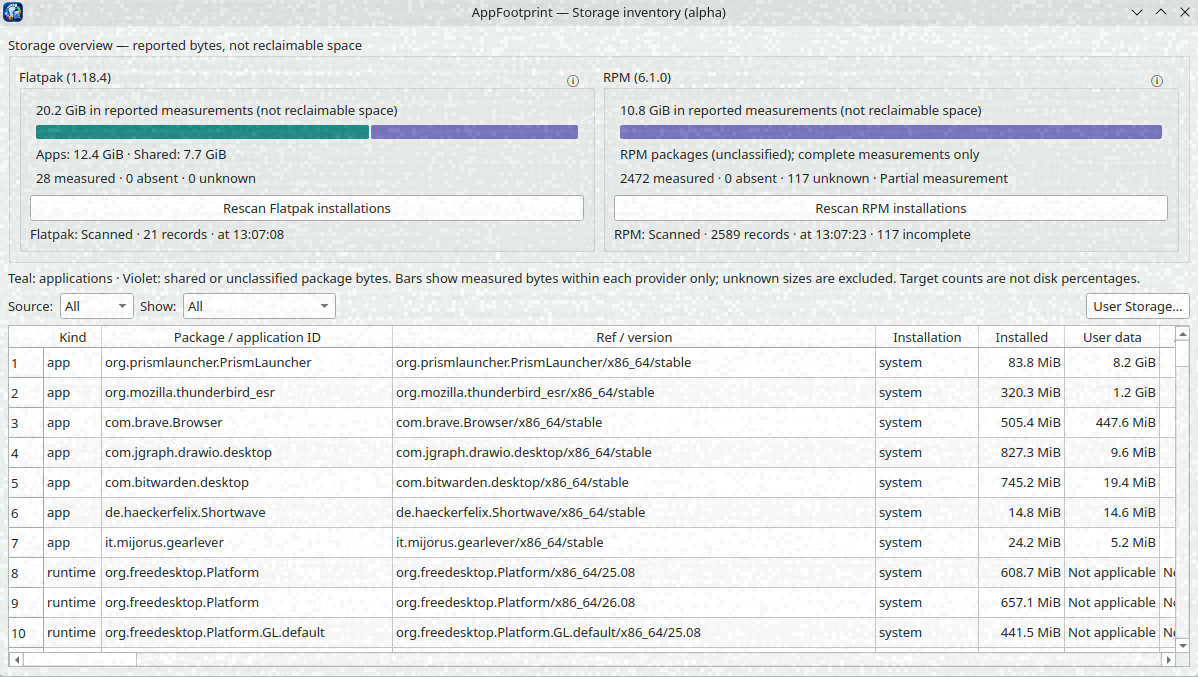 AppFootprint — Storage inventory (alpha)
Storage overview — reported bytes, not reclaimable space
Flatpak (1.18.4)
20.2 GiB in reported measurements (not reclaimable space)
Apps: 12.4 GiB · Shared: 7.7 GiB
28 measured · 0 absent · 0 unknown
Rescan Flatpak installations
Flatpak: Scanned · 21 records · at 13:07:08
RPM (6.1.0)
10.8 GiB in reported measurements (not reclaimable space)
RPM packages (unclassified); complete measurements only
2472 measured · 0 absent · 117 unknown · Partial measurement
Rescan RPM installations
RPM: Scanned · 2589 records · at 13:07:23 · 117 incomplete
Teal: applications · Violet: shared or unclassified package bytes. Bars show measured bytes within each provider only; unknown sizes are excluded. Target counts are not disk percentages.
Source: All Show: All User Storage...
Kind Package / application ID Ref / version Installation Installed User data
1 app org.prismlauncher.PrismLauncher org.prismlauncher.PrismLauncher/x86_64/stable system 83.8 MiB 8.2 GiB
2 app org.mozilla.thunderbird_esr org.mozilla.thunderbird_esr/x86_64/stable system 320.3 MiB 1.2 GiB
3 app com.brave.Browser com.brave.Browser/x86_64/stable system 505.4 MiB 447.6 MiB
4 app com.jgraph.drawio.desktop com.jgraph.drawio.desktop/x86_64/stable system 827.3 MiB 9.6 MiB
5 app com.bitwarden.desktop com.bitwarden.desktop/x86_64/stable system 745.2 MiB 19.4 MiB
6 app de.haeckerfelix.Shortwave de.haeckerfelix.Shortwave/x86_64/stable system 14.8 MiB 14.6 MiB
7 app it.mijorus.gearlever it.mijorus.gearlever/x86_64/stable system 24.2 MiB 5.2 MiB
8 runtime org.freedesktop.Platform org.freedesktop.Platform/x86_64/25.08 system 608.7 MiB Not applicable
9 runtime org.freedesktop.Platform org.freedesktop.Platform/x86_64/26.08 system 657.1 MiB Not applicable
10 runtime org.freedesktop.Platform.GL.default org.freedesktop.Platform.GL.default/x86_64/25.08 system 441.5 MiB Not applicable